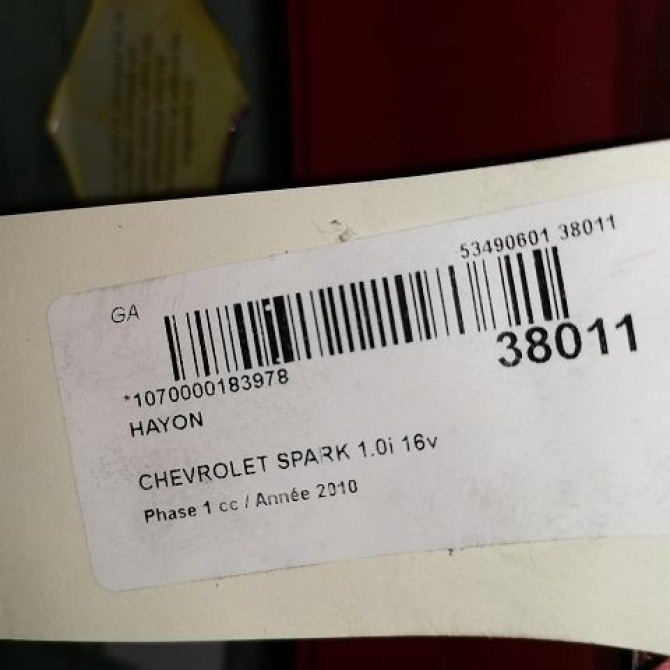 53490601 38011
GA
38011
*1070000183978
HAYON
CHEVROLET SPARK 1.0i 16v
Phase 1 cc / Année 2010